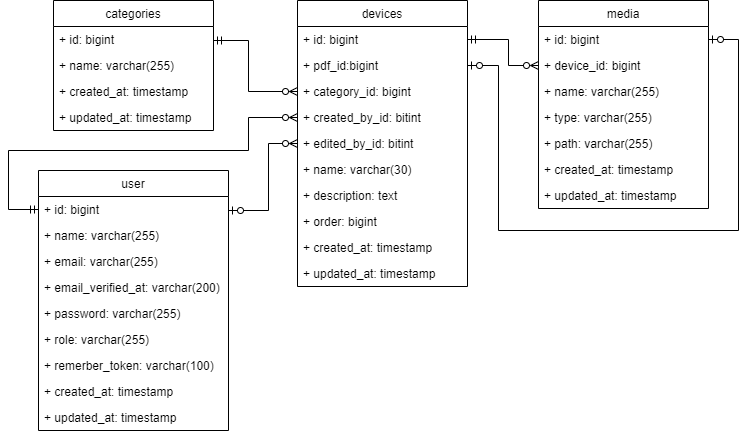 categories
+ id: bigint
+ name: varchar(255)
+ created_at: timestamp
+ updated_at: timestamp
devices
+ id: bigint
+ pdf_id:bigint
+ category_id: bigint
+ created_by_id: bitint
+ edited_by_id: bitint
+ name: varchar(30)
+ description: text
+ order: bigint
+ created_at: timestamp
+ updated_at: timestamp
media
+ id: bigint
+ device_id: bigint
+ name: varchar(255)
+ type: varchar(255)
+ path: varchar(255)
+ created_at: timestamp
+ updated_at: timestamp
user
+ id: bigint
+ name: varchar(255)
+ email: varchar(255)
+ email_verified_at: varchar(200)
+ password: varchar(255)
+ role: varchar(255)
+ remerber_token: varchar(100)
+ created_at: timestamp
+ updated_at: timestamp